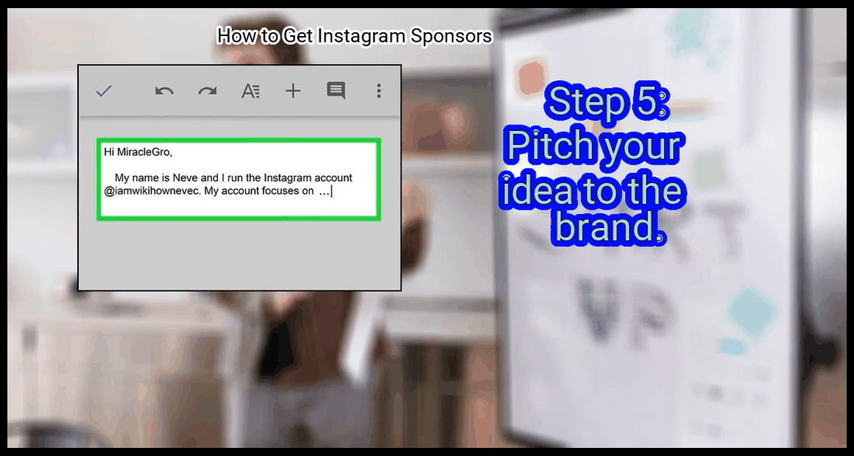 How to Get Instagram Sponsors
Hi MiracleGro,
My name is Neve and I run the Instagram account
@iamwikihownevec. My account focuses on ...|
Step 5:
Pitch your
idea to the
brand.
UP